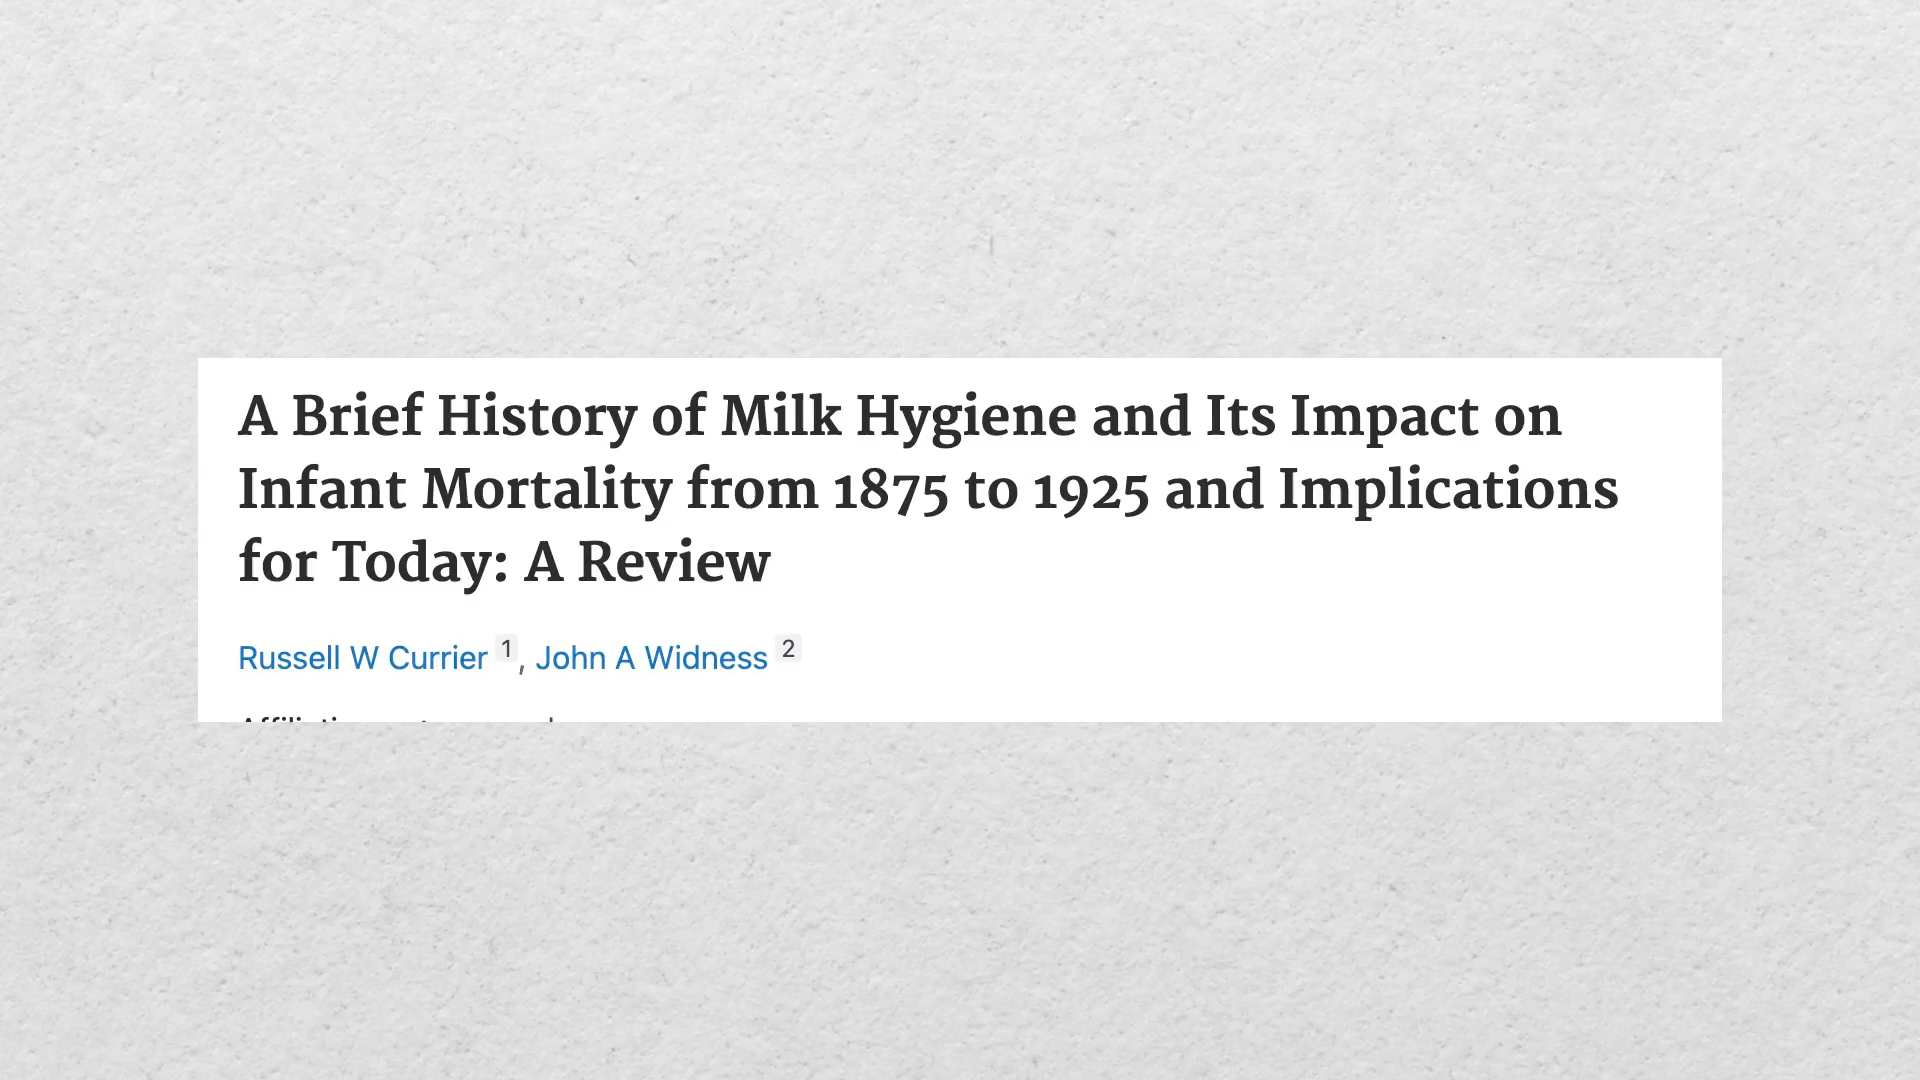 A Brief History of Milk Hygiene and Its Impact on
Infant Mortality from 1875 to 1925 and Implications
for Today: A Review
Russell W Currier 1, John A Widness 2